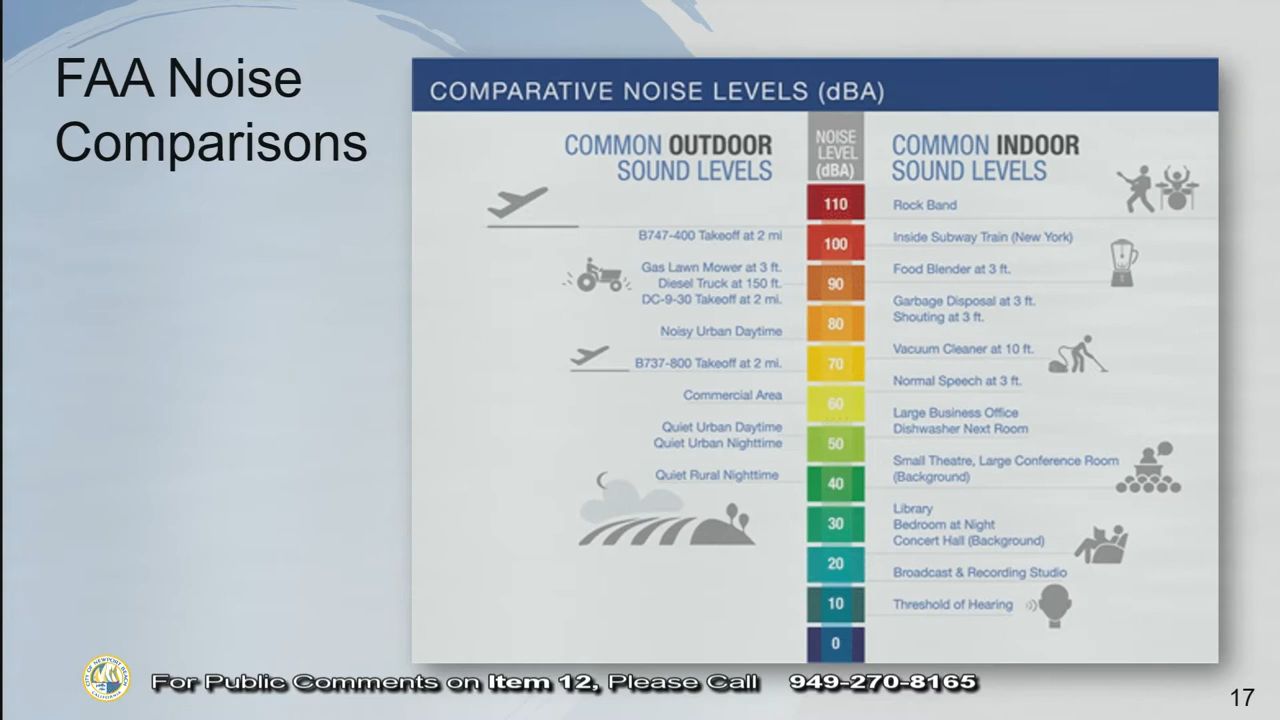 FAA Noise
Comparisons
COMPARATIVE NOISE LEVELS (dBA)
COMMON OUTDOOR
SOUND LEVELS
NOISE
LEVEL
(dBA)
COMMON INDOOR
SOUND LEVELS
110
Rock Band
B747-400 Takeoff at 2 mi
100
Inside Subway Train (New York)
Gas Lawn Mower at 3 ft.
Diesel Truck at 150 ft.
DC-9-30 Takeoff at 2 mi.
90
Food Blender at 3 ft.
Garbage Disposal at 3 ft.
Shouting at 3 ft.
Noisy Urban Daytime
80
Vacuum Cleaner at 10 ft.
B737-800 Takeoff at 2 mi.
70
Normal Speech at 3 ft.
Commercial Area
60
Large Business Office
Dishwasher Next Room
Quiet Urban Daytime
Quiet Urban Nighttime
50
Small Theatre, Large Conference Room
(Background)
Quiet Rural Nighttime
40
Library
Bedroom at Night
Concert Hall (Background)
30
20
Broadcast & Recording Studio
10
Threshold of Hearing
0
CITY OF NEWPORT BEACH
CALIFORNIA
For Public Comments on Item 12, Please Call 949-270-8165
17